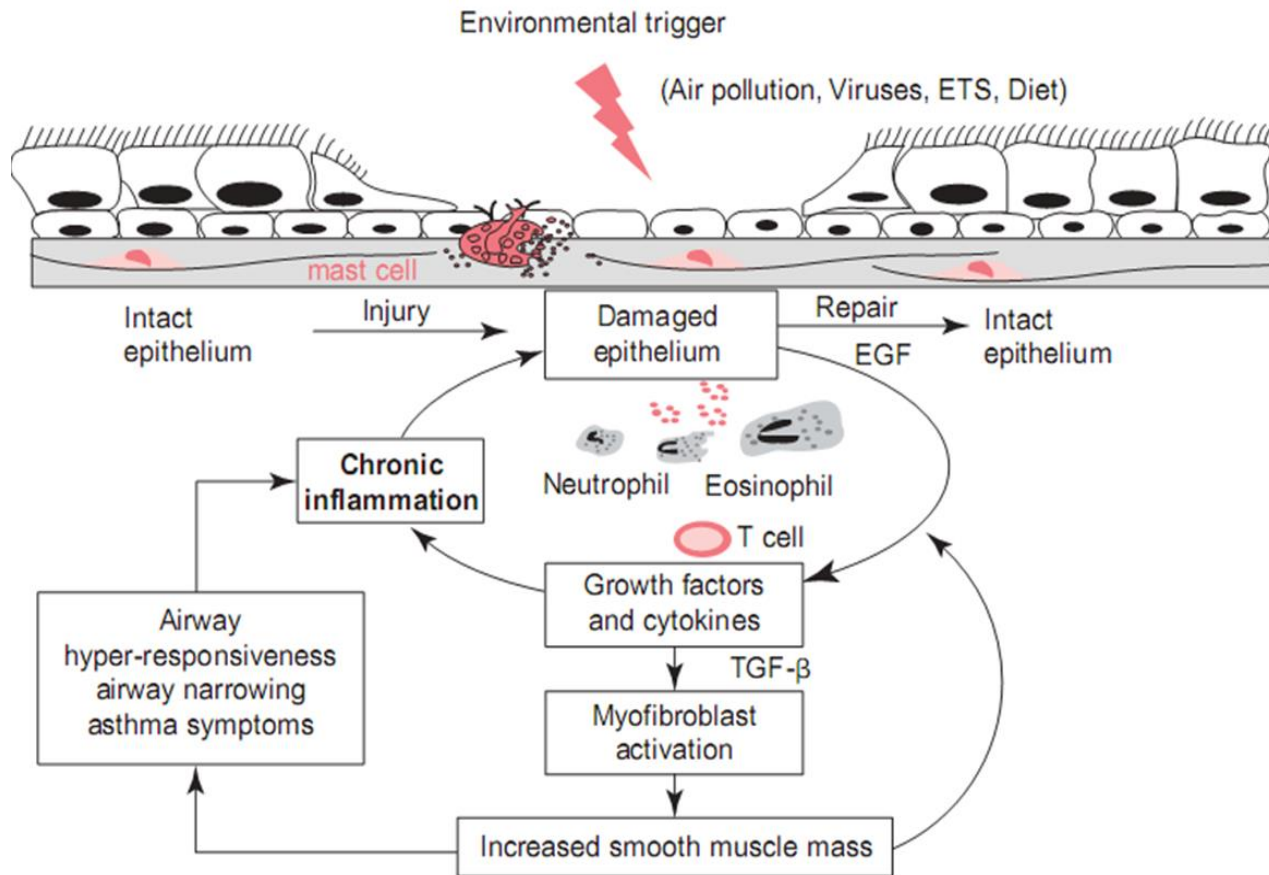 Environmental trigger
(Air pollution, Viruses, ETS, Diet)
mast cell
Intact
epithelium
Injury
Damaged
epithelium
Repair
EGF
Intact
epithelium
Chronic
inflammation
Neutrophil
Eosinophil
T cell
Growth factors
and cytokines
Airway
hyper-responsiveness
airway narrowing
asthma symptoms
TGF-β
Myofibroblast
activation
Increased smooth muscle mass